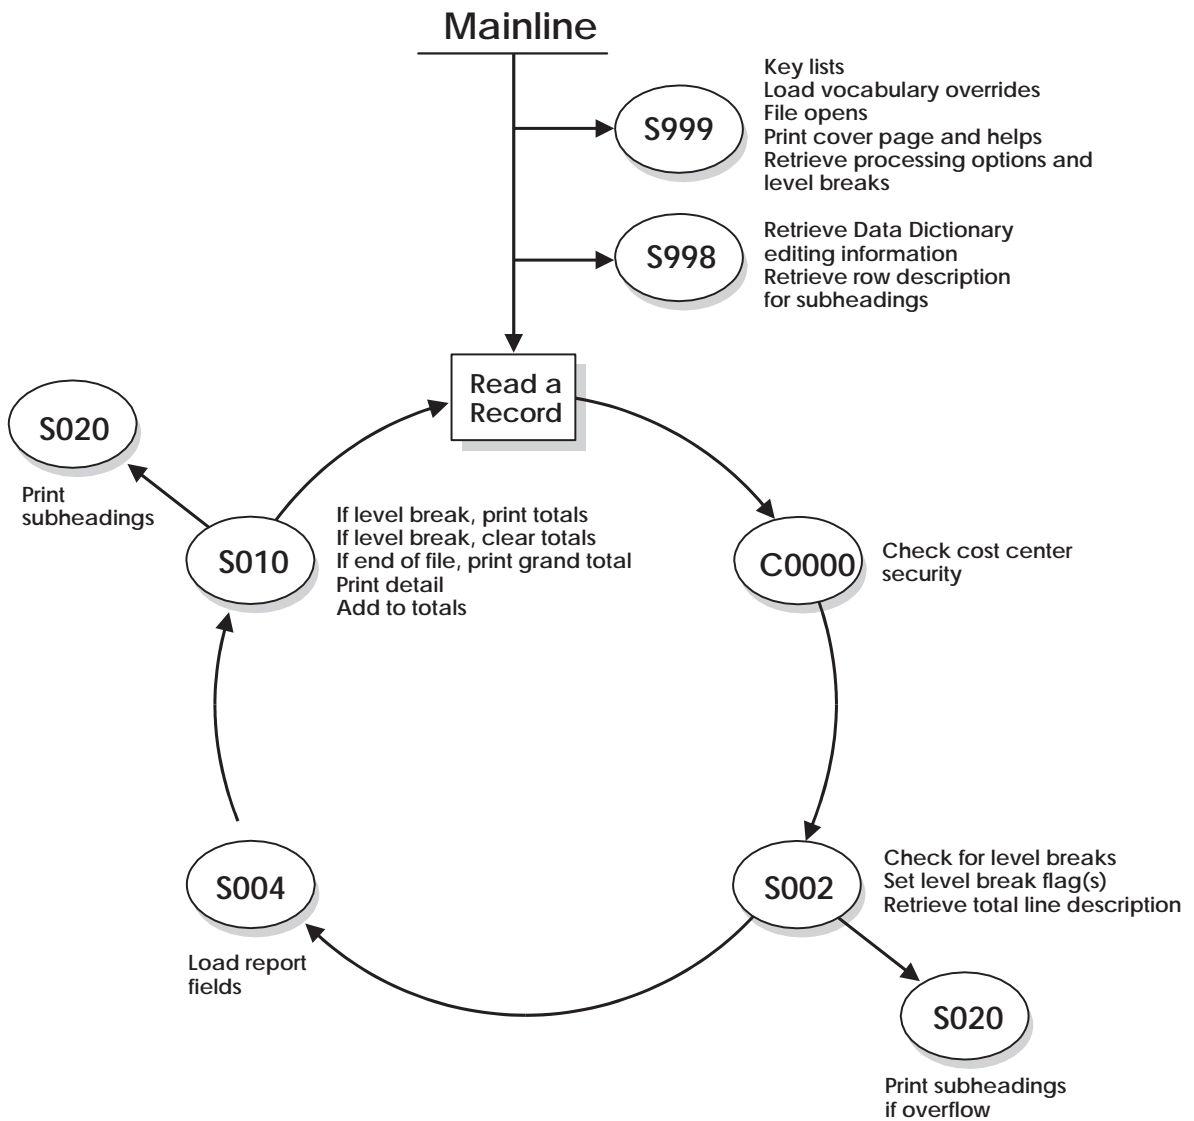 Mainline
S999
Key lists
Load vocabulary overrides
File opens
Print cover page and helps
Retrieve processing options and
level breaks
S998
Retrieve Data Dictionary
editing information
Retrieve row description
for subheadings
Read a
Record
S020
Print
subheadings
S010
If level break, print totals
If level break, clear totals
If end of file, print grand total
Print detail
Add to totals
C0000
Check cost center
security
S004
Load report
fields
S002
Check for level breaks
Set level break flag(s)
Retrieve total line description
S020
Print subheadings
if overflow